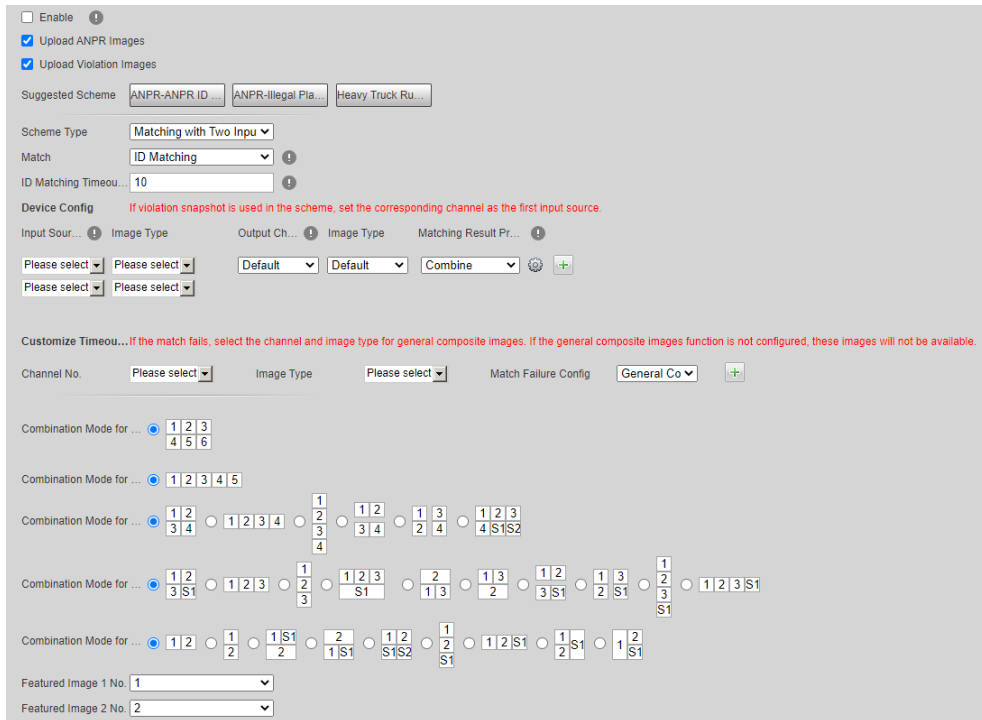 Enable !
Upload ANPR Images
Upload Violation Images
Suggested Scheme ANPR-ANPR ID ... ANPR-Illegal Pla... Heavy Truck Ru...
Scheme Type Matching with Two Inpu
Match ID Matching !
ID Matching Timeou... 10 !
Device Config If violation snapshot is used in the scheme, set the corresponding channel as the first input source.
Input Sour... ! Image Type Output Ch... ! Image Type Matching Result Pr... !
Please select Please select Default Default Combine +
Please select Please select
Customize Timeou... If the match fails, select the channel and image type for general composite images. If the general composite images function is not configured, these images will not be available.
Channel No. Please select Image Type Please select Match Failure Config General Co +
Combination Mode for ... 1 2 3
4 5 6
Combination Mode for ... 1 2 3 4 5
Combination Mode for ... 1 2 3 4 1 2 3 4 1 2 3 4 1 2 3 4 1 3 2 4 1 2 3 4 S1 S2
Combination Mode for ... 1 2 3 S1 1 2 3 1 2 3 1 2 3 S1 2 1 3 1 3 2 1 2 3 S1 1 3 2 S1 1 2 3 S1 1 2 3 S1
Combination Mode for ... 1 2 1 2 1 S1 2 2 1 S1 1 2 S1 S2 1 2 S1 1 2 S1 1 2 S1 1 2 S1
Featured Image 1 No. 1
Featured Image 2 No. 2